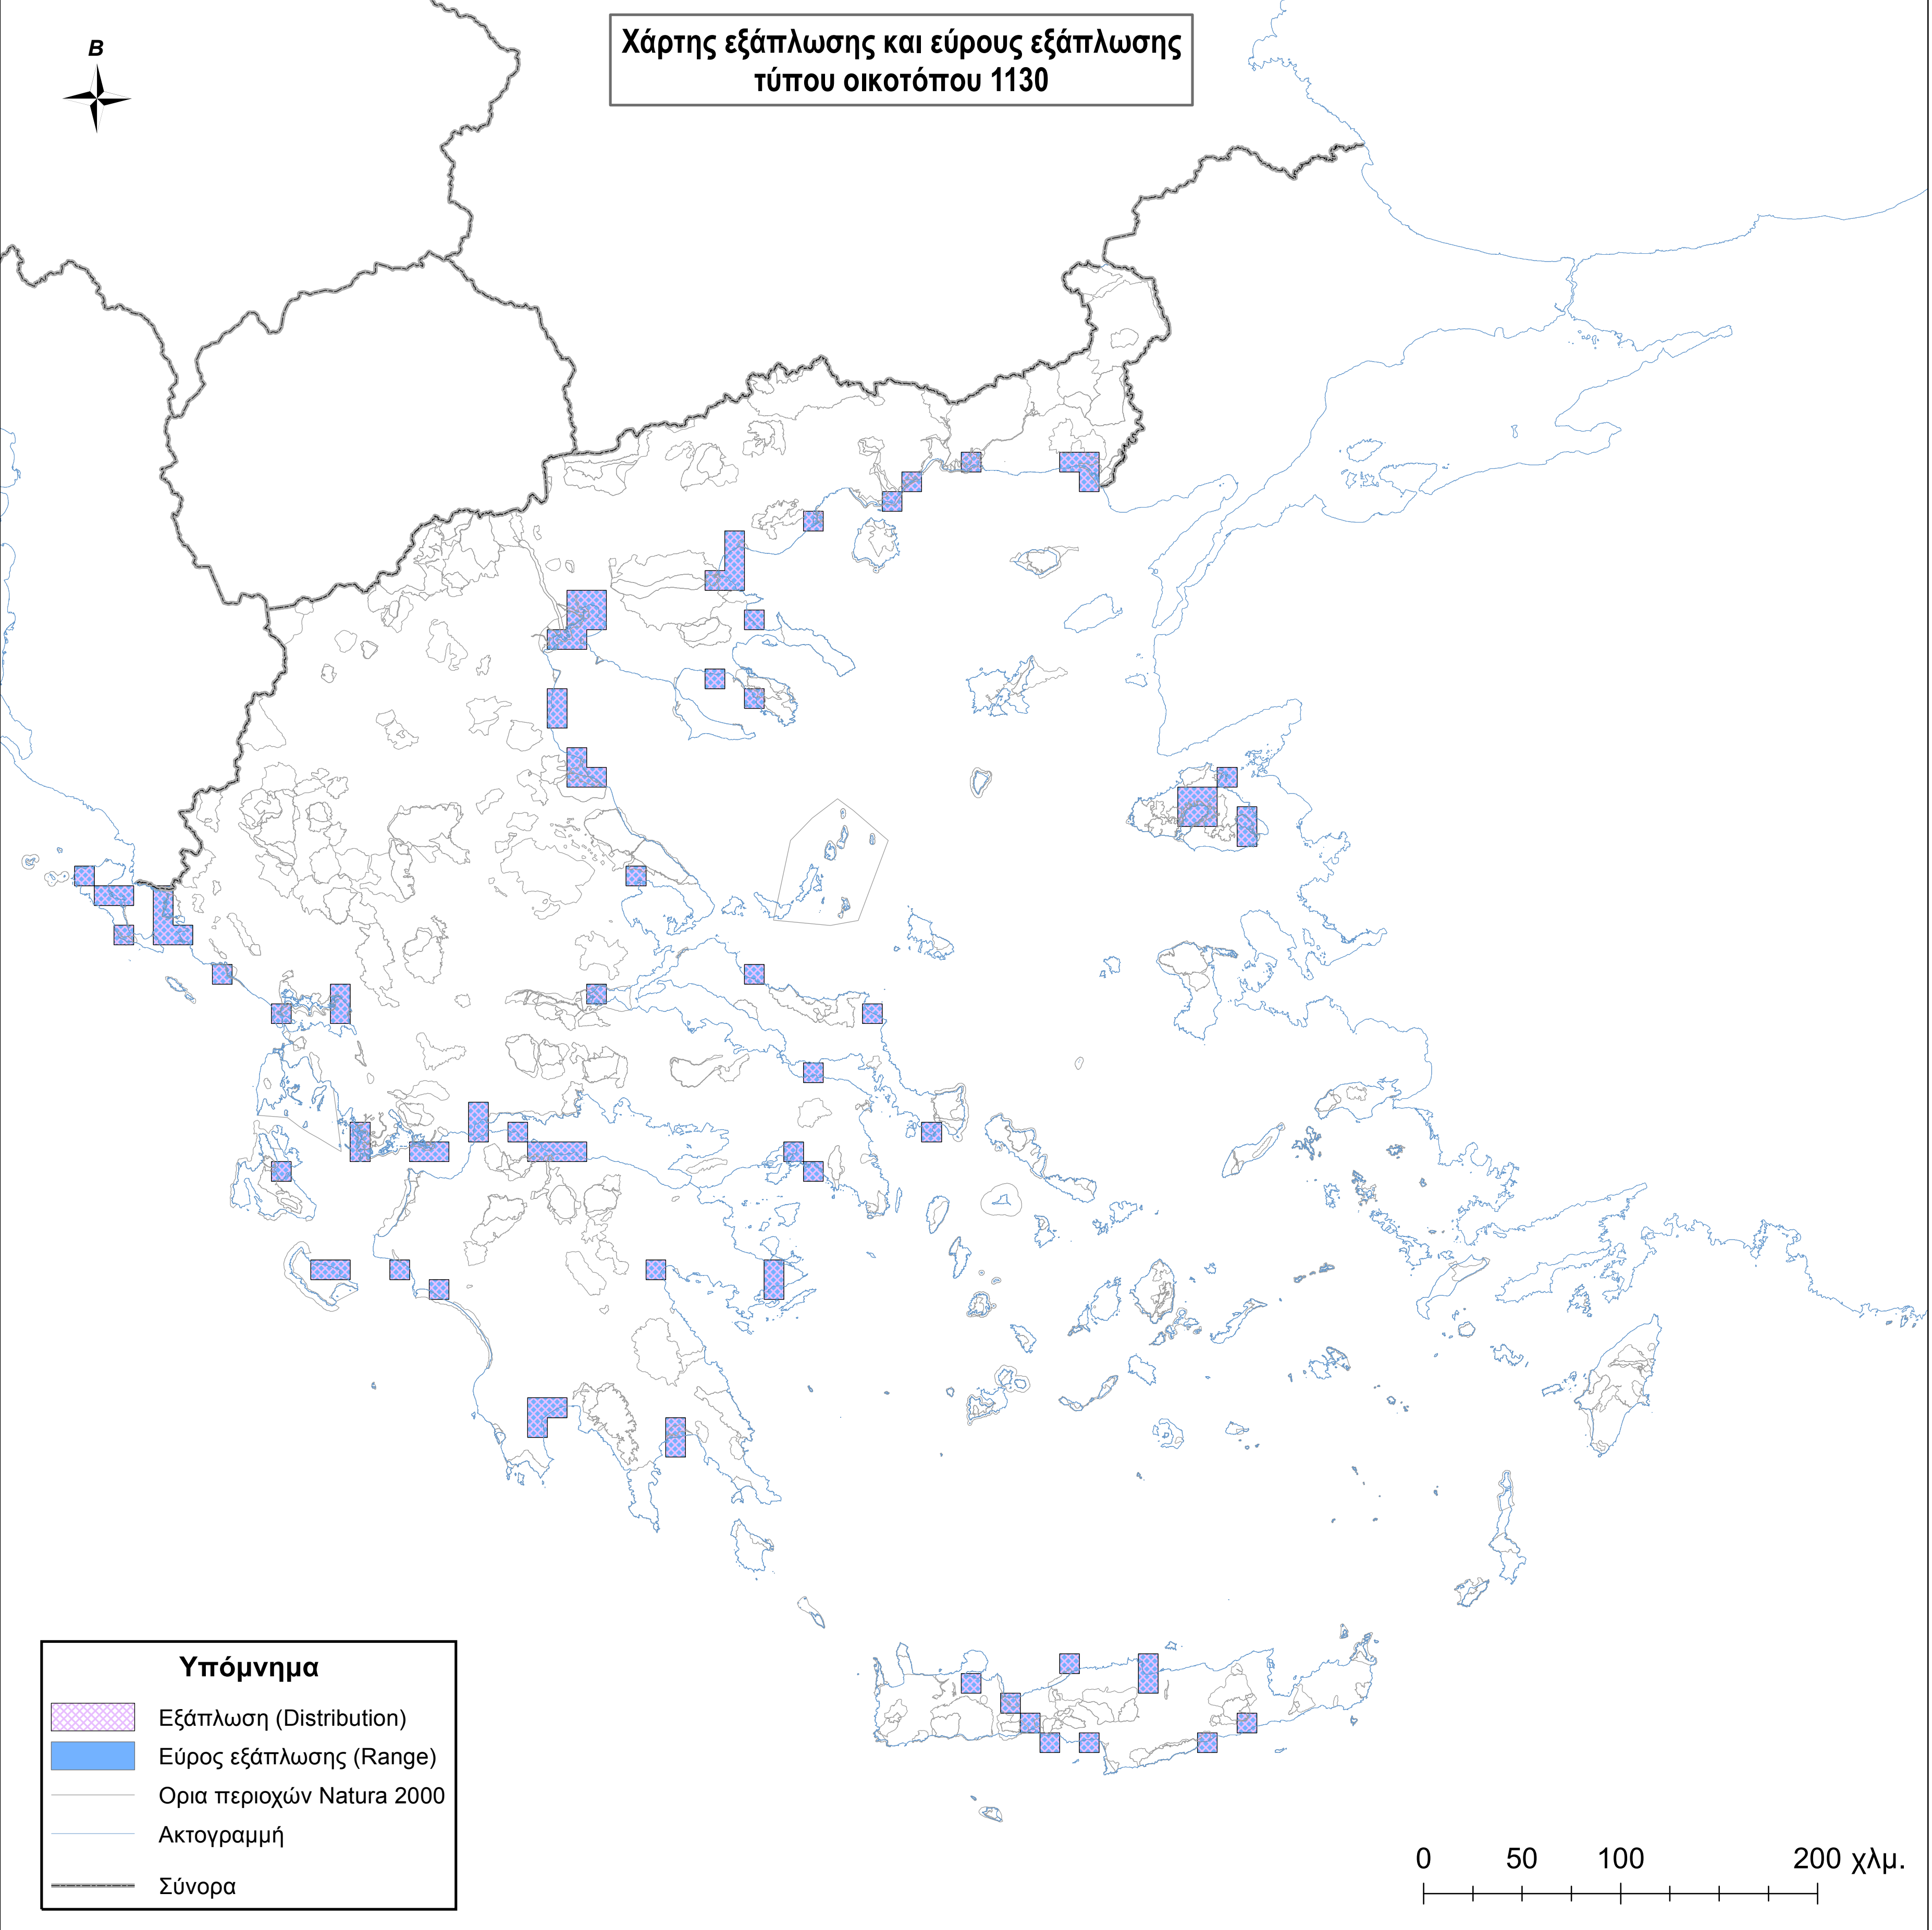 Χάρτης εξάπλωσης και εύρους εξάπλωσης
τύπου οικοτόπου 1130
Β
Υπόμνημα
Εξάπλωση (Distribution)
Εύρος εξάπλωσης (Range)
Ορια περιοχών Natura 2000
Ακτογραμμή
Σύνορα
0 50 100 200 χλμ.